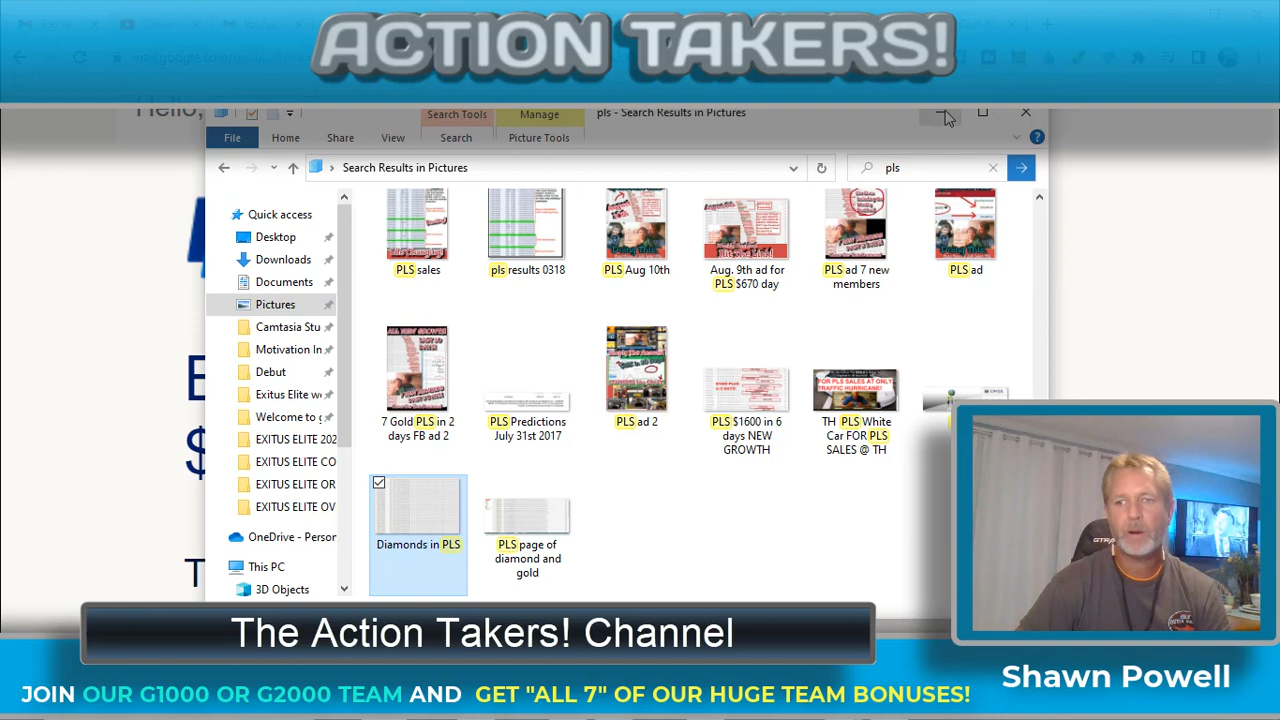 ACTION TAKERS!
Hello,
Search Tools
Manage
pls - Search Results in Pictures
File
Home
Share
View
Search
Picture Tools
Search Results in Pictures
pls
Quick access
Desktop
Downloads
Documents
Pictures
Camtasia Stu
Motivation In
Debut
Exitus Elite w
Welcome to g
EXITUS ELITE 202
EXITUS ELITE CO
EXITUS ELITE OR
EXITUS ELITE OV
OneDrive - Person
This PC
3D Objects
PLS sales
pls results 0318
PLS Aug 10th
Aug. 9th ad for
PLS $670 day
PLS ad 7 new
members
PLS ad
7 Gold PLS in 2
days FB ad 2
PLS Predictions
July 31st 2017
PLS ad 2
PLS $1600 in 6
days NEW
GROWTH
TH PLS White
Car FOR PLS
SALES @ TH
Diamonds in PLS
PLS page of
diamond and
gold
The Action Takers! Channel
Shawn Powell
JOIN OUR G1000 OR G2000 TEAM AND GET "ALL 7" OF OUR HUGE TEAM BONUSES!